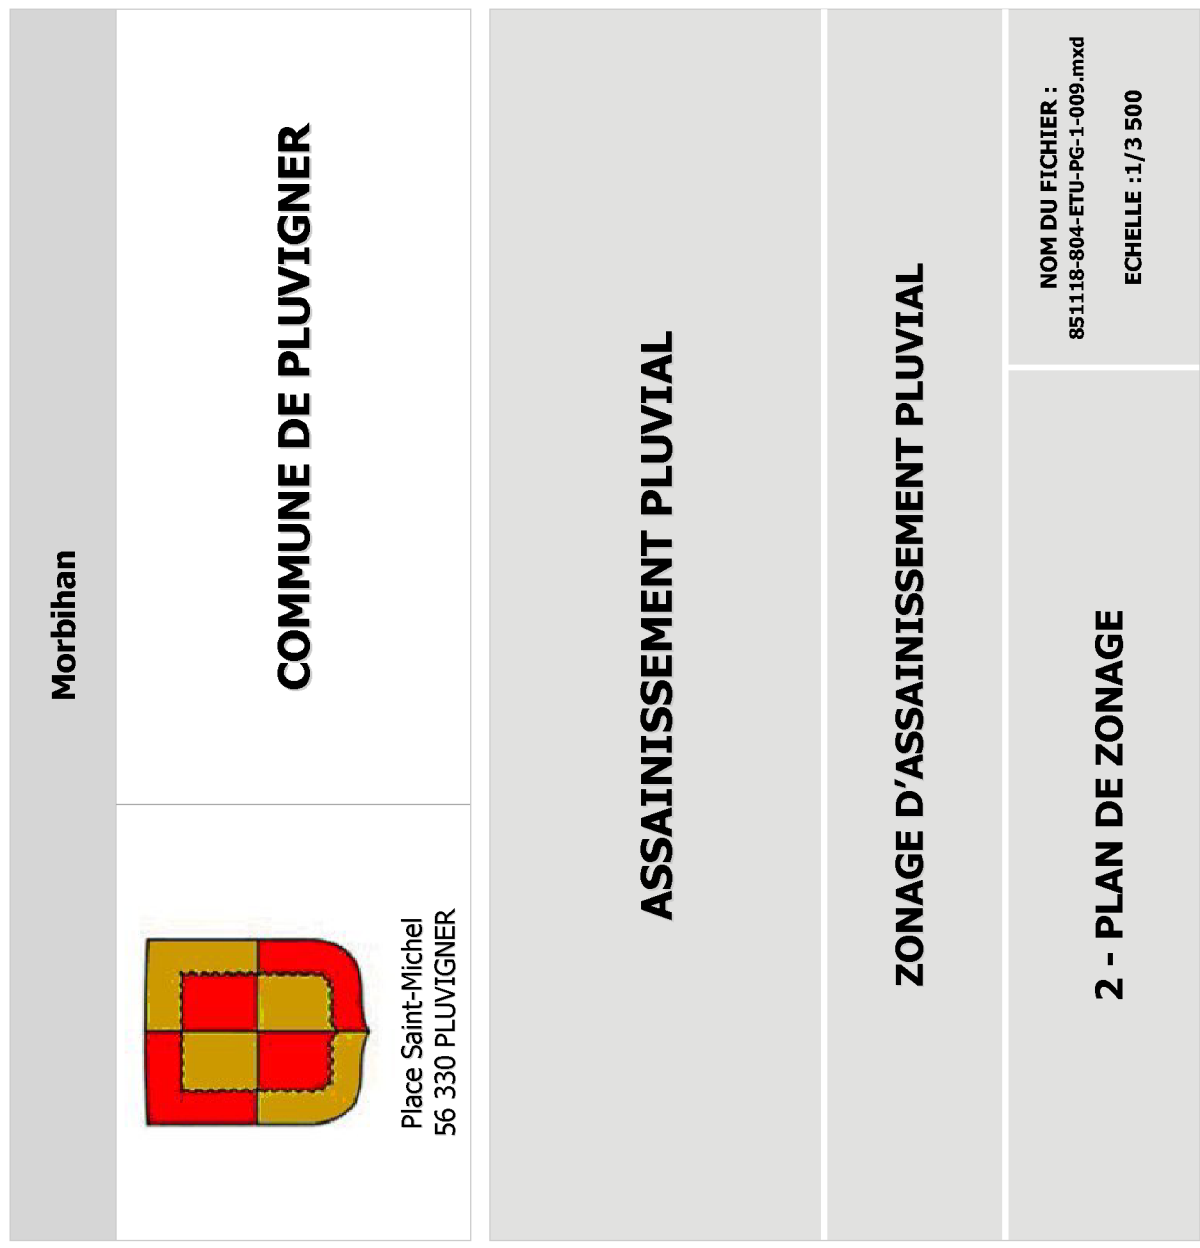 Morbihan
COMMUNE DE PLUVIGNER
Place Saint-Michel
56 330 PLUVIGNER
ASSAINISSEMENT PLUVIAL
ZONAGE D’ASSAINISSEMENT PLUVIAL
2 - PLAN DE ZONAGE
NOM DU FICHIER :
851118-804-ETU-PG-1-009.mxd
ECHELLE :1/3 500